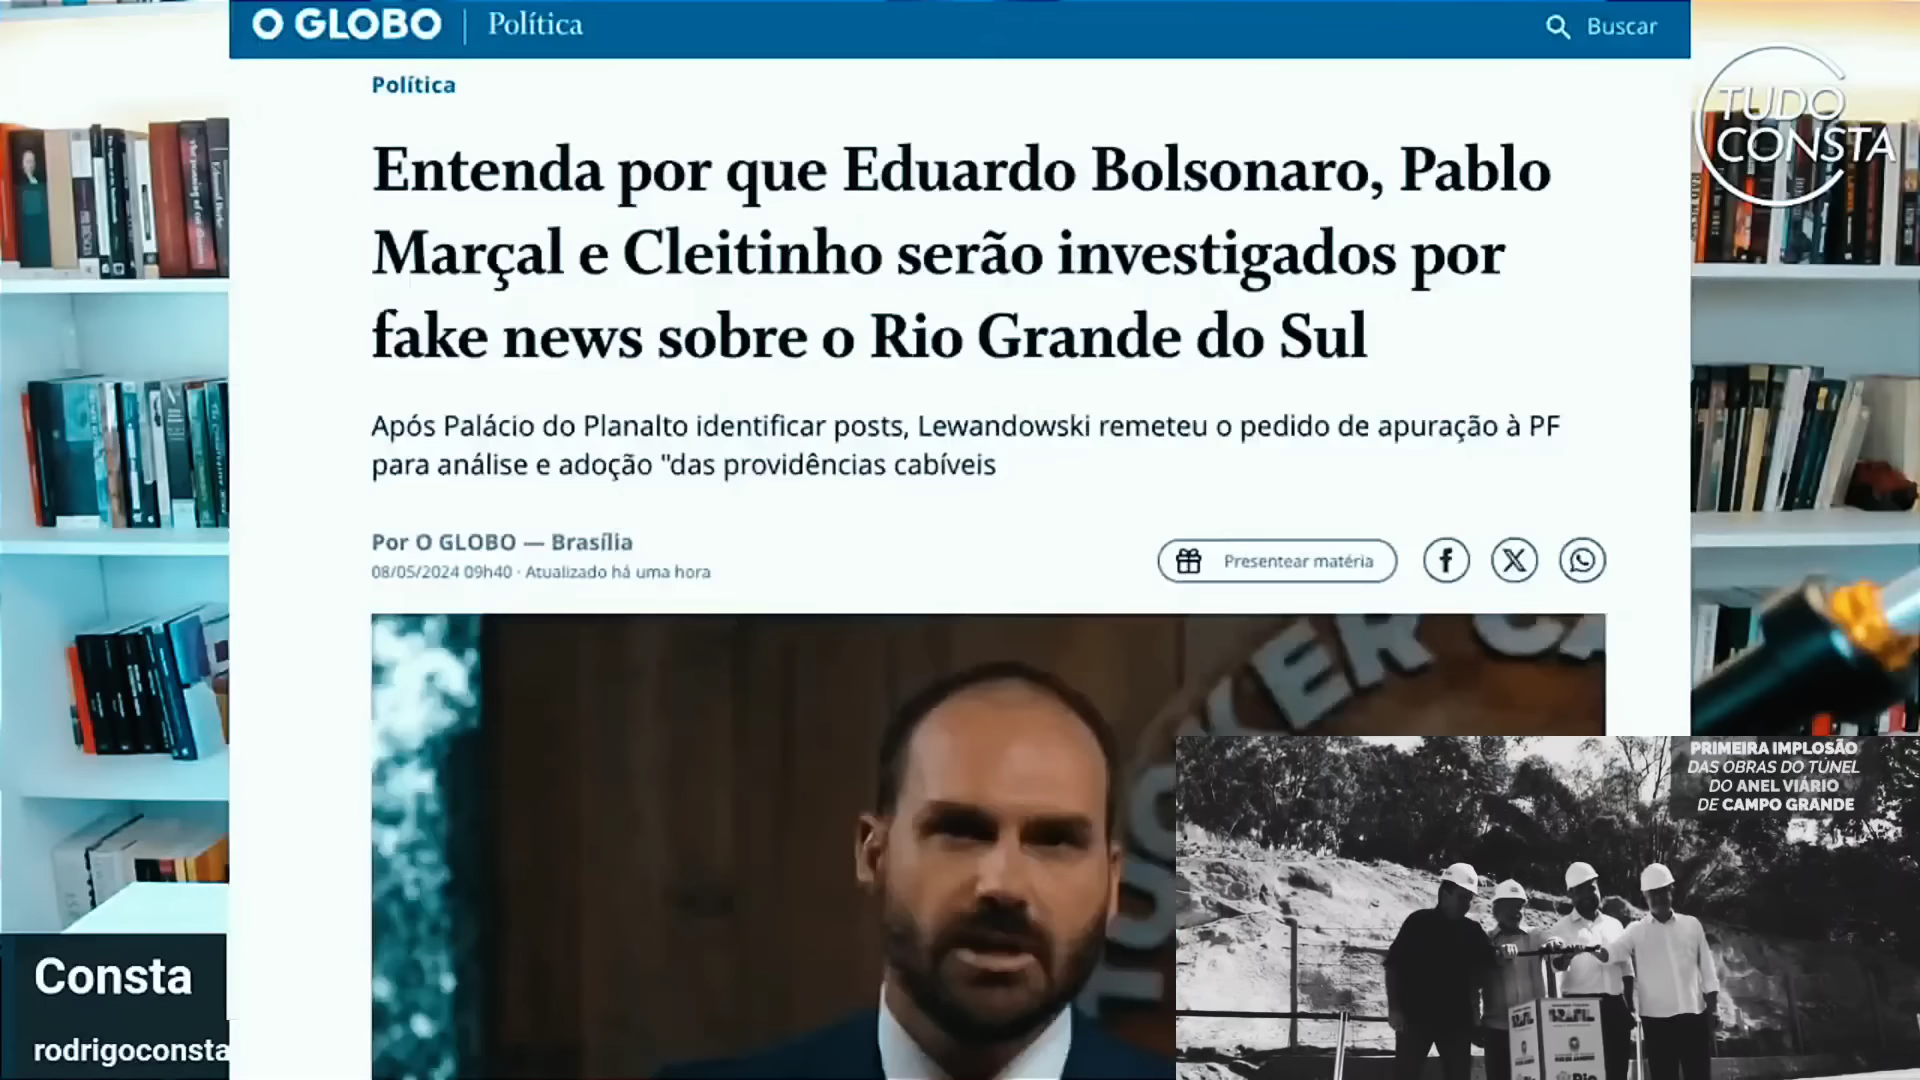 O GLOBO | Política
Buscar
TUDO
CONSTA
Política
Entenda por que Eduardo Bolsonaro, Pablo
Marçal e Cleitinho serão investigados por
fake news sobre o Rio Grande do Sul
Após Palácio do Planalto identificar posts, Lewandowski remeteu o pedido de apuração à PF
para análise e adoção "das providências cabíveis
Por O GLOBO — Brasília
08/05/2024 09h40 · Atualizado há uma hora
Presentear matéria
PRIMEIRA IMPLOSÃO
DAS OBRAS DO TÚNEL
DO ANEL VIÁRIO
DE CAMPO GRANDE
Consta
rodrigoconsta